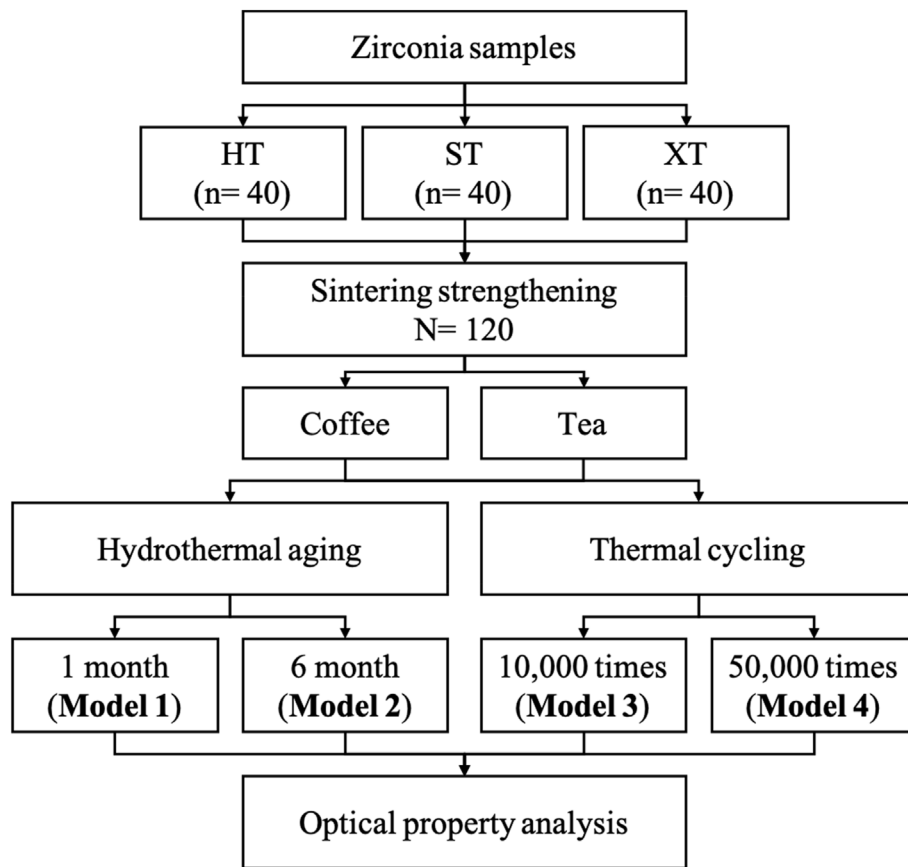 Zirconia samples
HT
(n= 40)
ST
(n= 40)
XT
(n= 40)
Sintering strengthening
N= 120
Coffee
Tea
Hydrothermal aging
Thermal cycling
1 month
(Model 1)
6 month
(Model 2)
10,000 times
(Model 3)
50,000 times
(Model 4)
Optical property analysis